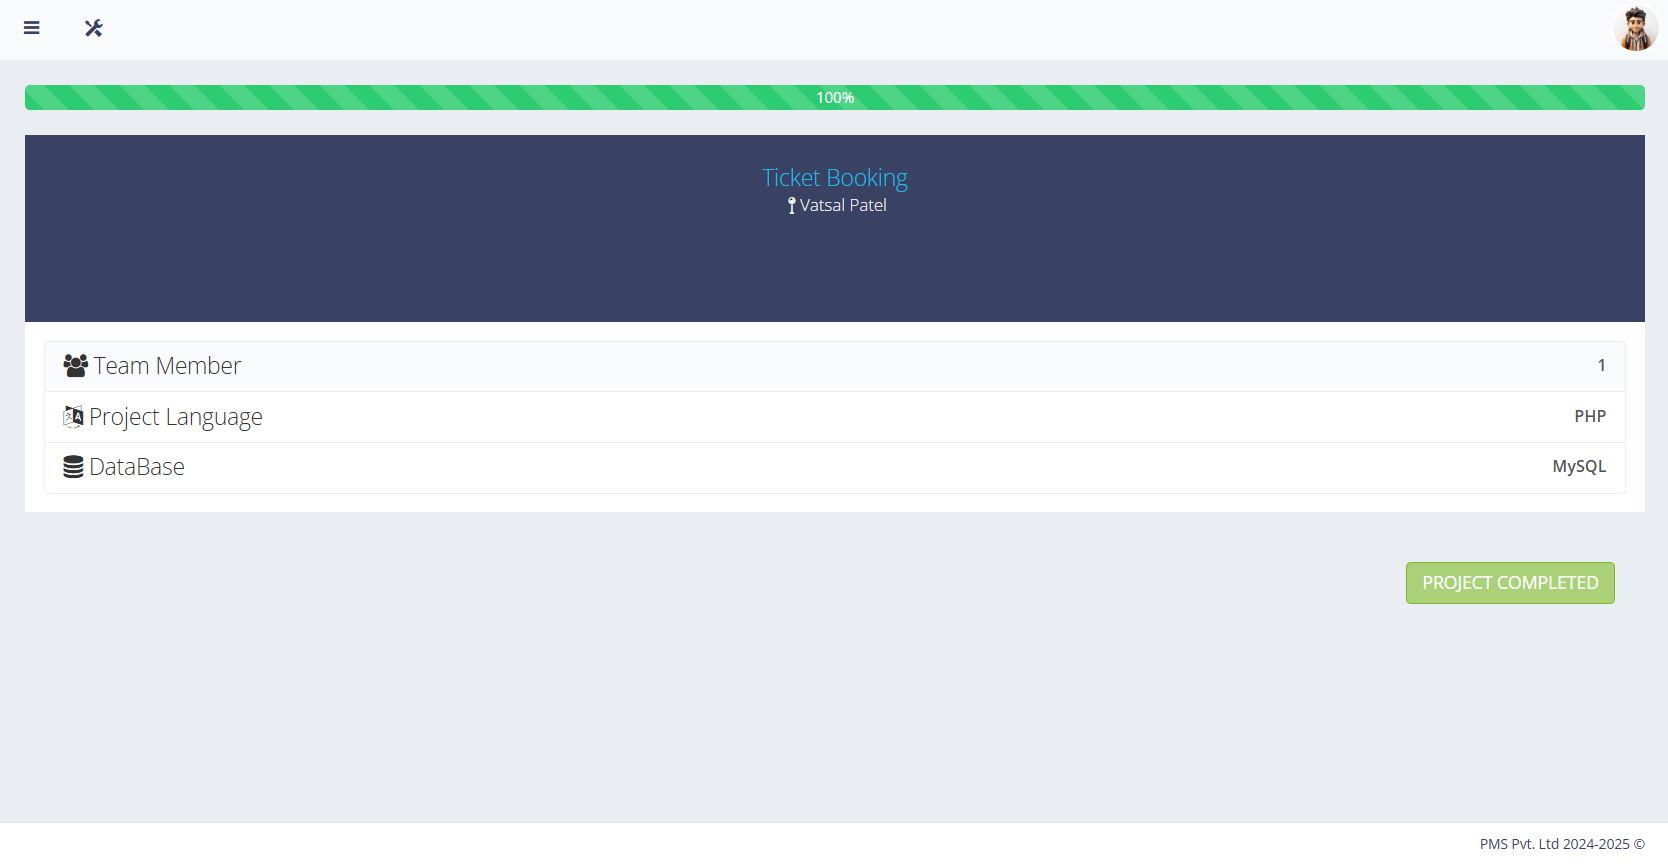 100%
Ticket Booking
Vatsal Patel
Team Member 1
Project Language PHP
DataBase MySQL
PROJECT COMPLETED
PMS Pvt. Ltd 2024-2025 ©